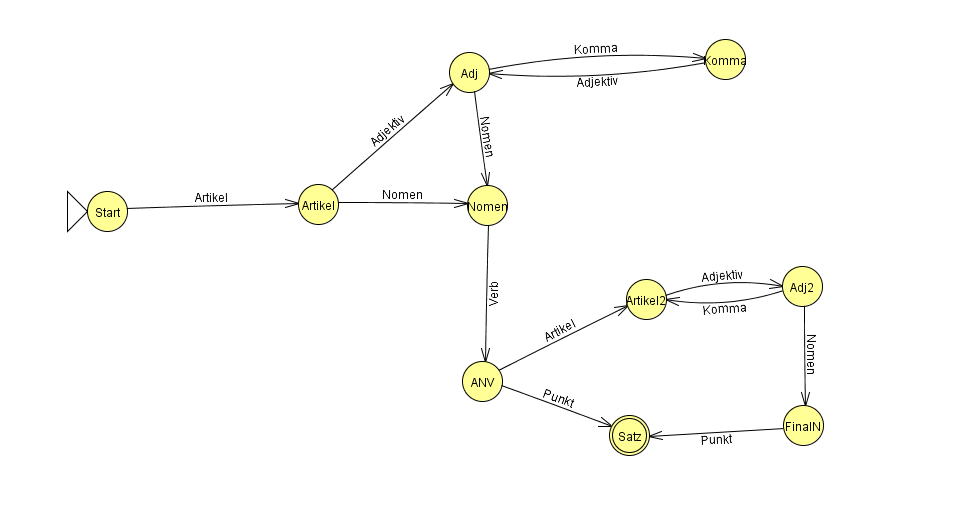 Komma
Komma
Adj
Adjektiv
Adjektiv
Nomen
Artikel
Nomen
Start
Artikel
Nomen
Verb
Adjektiv
Artikel2
Adj2
Komma
Artikel
Nomen
ANV
Punkt
FinalN
Satz
Punkt